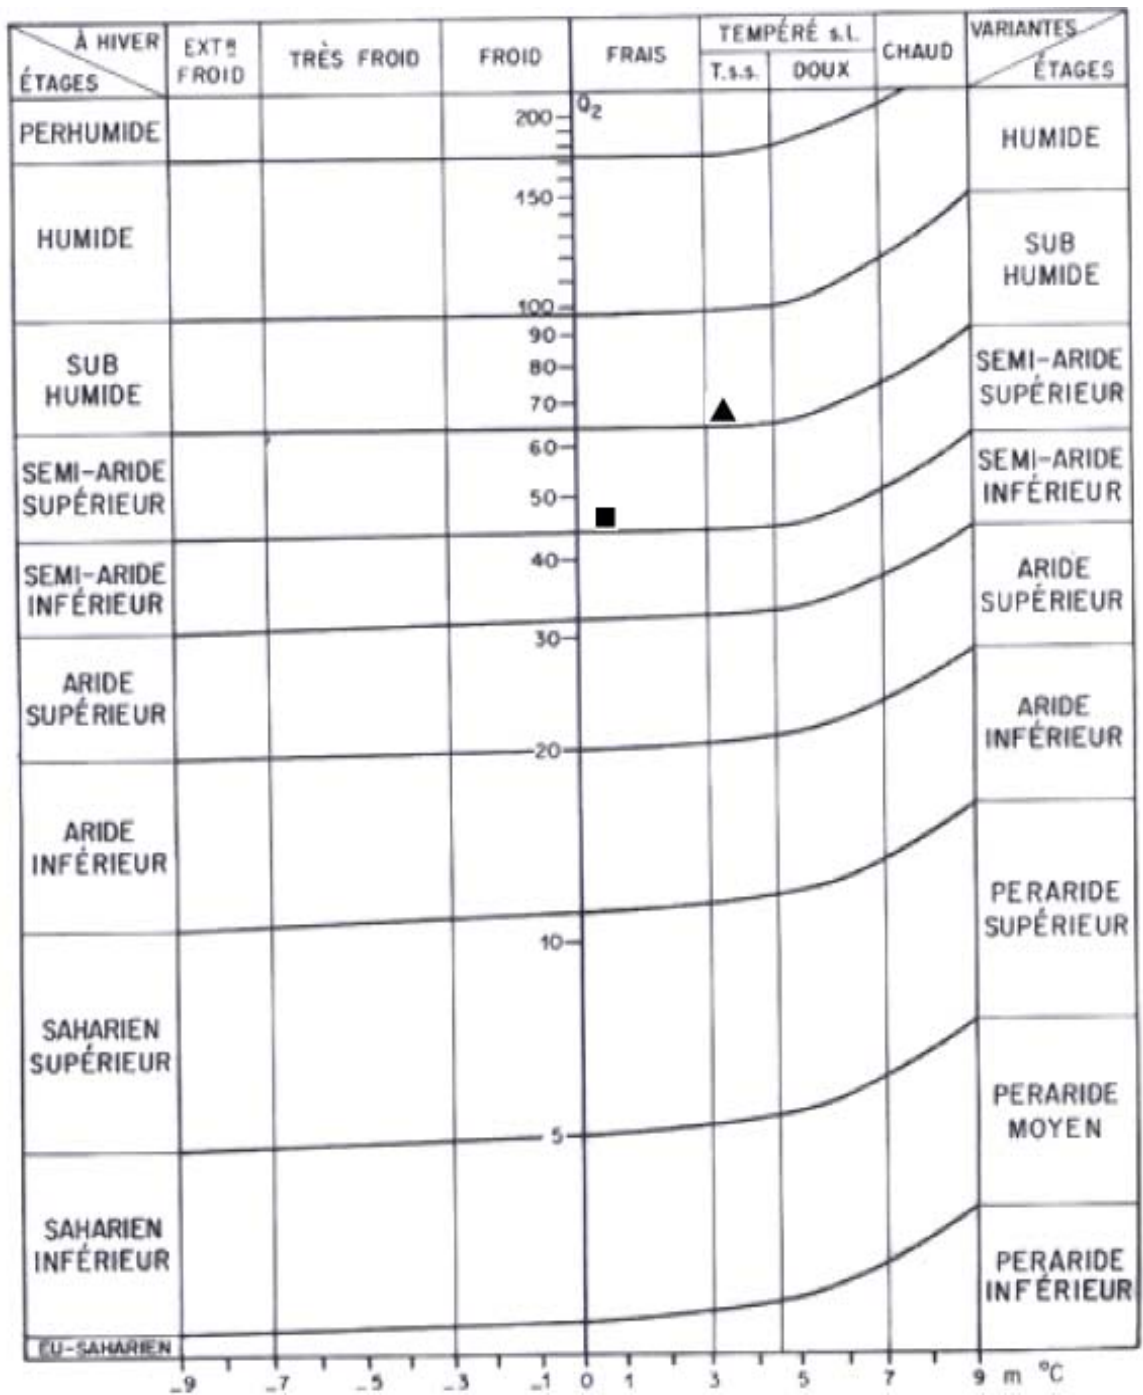 À HIVER
ÉTAGES
EXTᵗ FROID
TRÈS FROID
FROID
FRAIS
TEMPÉRÉ s.l.
T.s.s.
DOUX
CHAUD
VARIANTES
ÉTAGES
PERHUMIDE
HUMIDE
SUB
HUMIDE
SEMI-ARIDE
SUPÉRIEUR
SEMI-ARIDE
INFÉRIEUR
ARIDE
SUPÉRIEUR
ARIDE
INFÉRIEUR
SAHARIEN
SUPÉRIEUR
SAHARIEN
INFÉRIEUR
EU-SAHARIEN
Q₂
200
150
100
90
80
70
60
50
40
30
20
10
5
HUMIDE
SUB
HUMIDE
SEMI-ARIDE
SUPÉRIEUR
SEMI-ARIDE
INFÉRIEUR
ARIDE
SUPÉRIEUR
ARIDE
INFÉRIEUR
PERARIDE
SUPÉRIEUR
PERARIDE
MOYEN
PERARIDE
INFÉRIEUR
-9 -7 -5 -3 -1 0 1 3 5 7 9 m °C